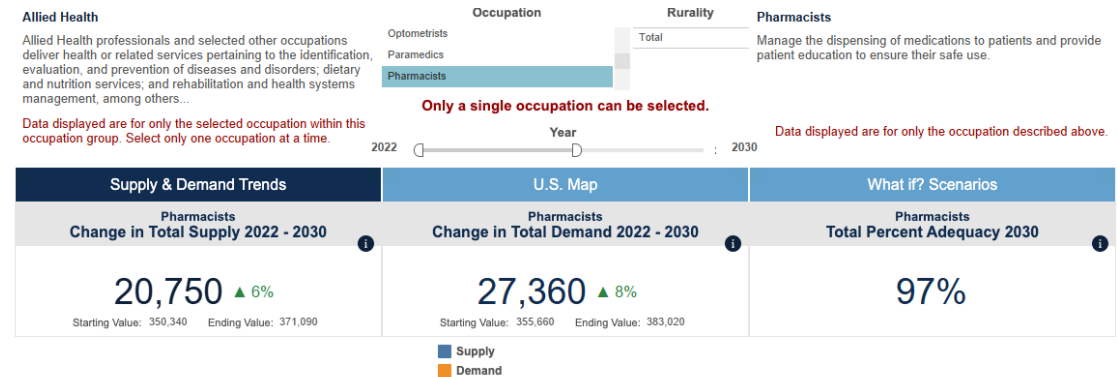 Allied Health
Allied Health professionals and selected other occupations
deliver health or related services pertaining to the identification,
evaluation, and prevention of diseases and disorders; dietary
and nutrition services; and rehabilitation and health systems
management, among others...
Data displayed are for only the selected occupation within this
occupation group. Select only one occupation at a time.
Occupation
Optometrists
Paramedics
Pharmacists
Rurality
Total
Only a single occupation can be selected.
Year
2022
: 2030
Pharmacists
Manage the dispensing of medications to patients and provide
patient education to ensure their safe use.
Data displayed are for only the occupation described above.
Supply & Demand Trends
U.S. Map
What if? Scenarios
Pharmacists
Change in Total Supply 2022 - 2030
i
20,750 ▲ 6%
Starting Value: 350,340 Ending Value: 371,090
Pharmacists
Change in Total Demand 2022 - 2030
i
27,360 ▲ 8%
Starting Value: 355,660 Ending Value: 383,020
Pharmacists
Total Percent Adequacy 2030
i
97%
Supply
Demand